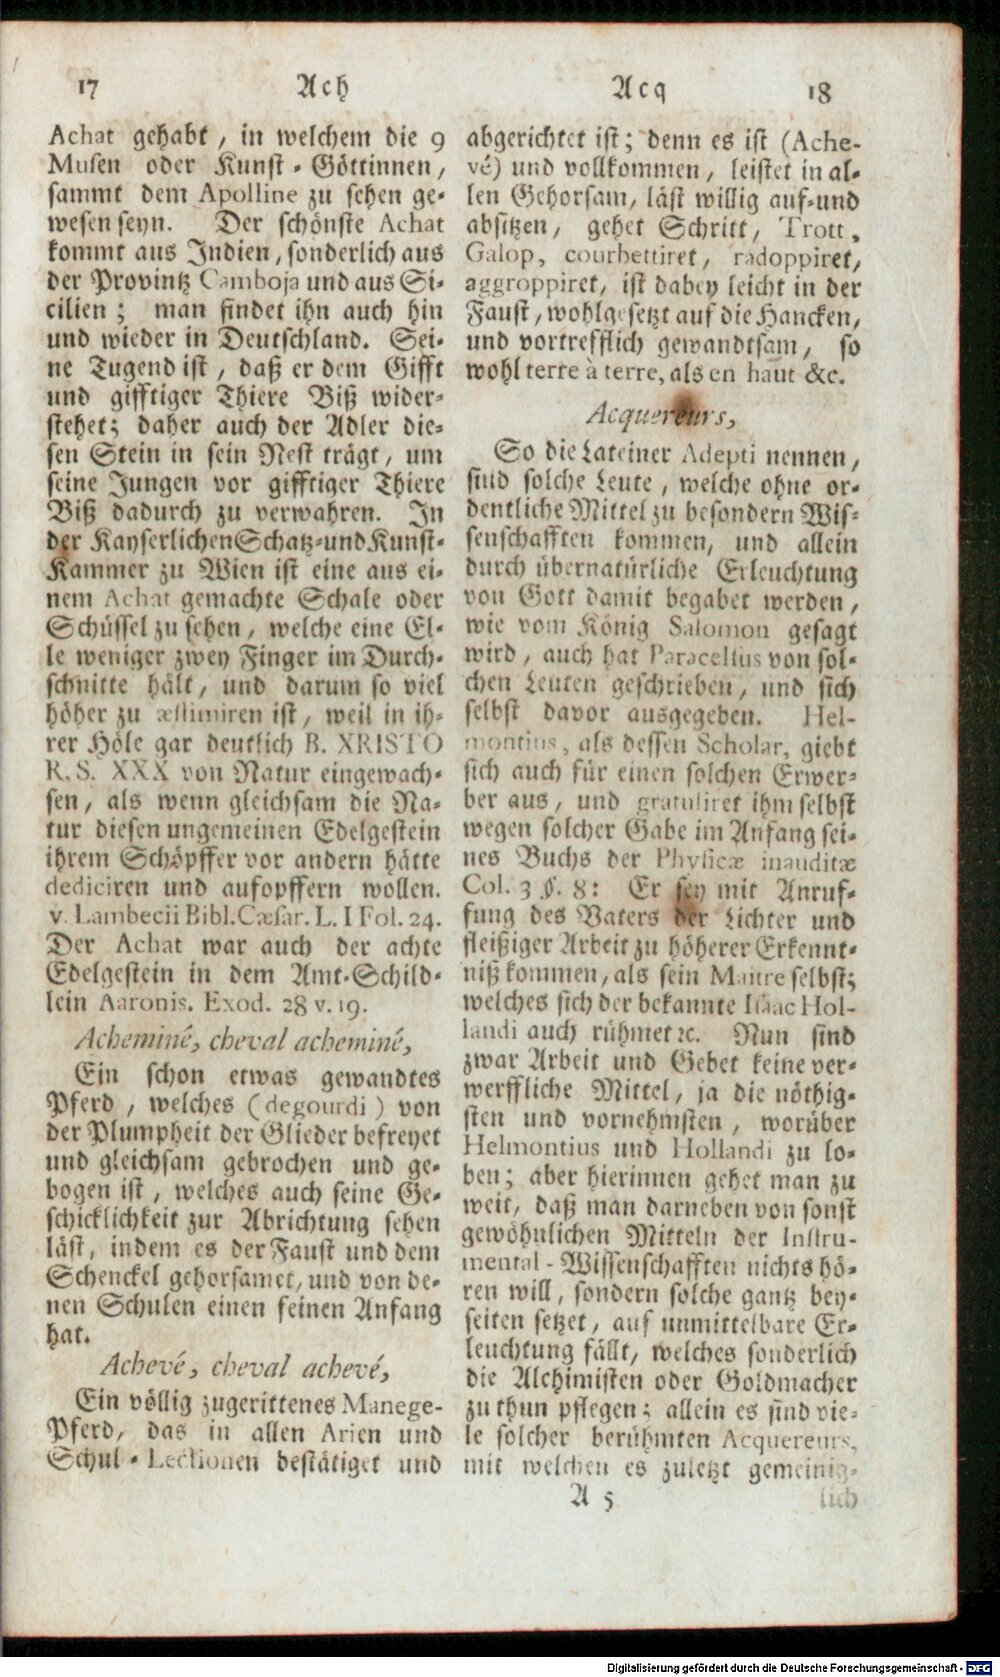 17 Ach
Achat gehabt, in welchem die 9
Musen oder Kunst-Göttinnen,
sammt dem Apolline zu sehen ge-
wesen seyn. Der schönste Achat
kommt aus Indien, sonderlich aus
der Provintz Camboja und aus Si-
cilien; man findet ihn auch hin
und wieder in Deutschland. Sei-
ne Tugend ist, daß er dem Gifft
und gifftiger Thiere Biß wider-
stehet; daher auch der Adler die-
sen Stein in sein Nest trägt, um
seine Jungen vor gifftiger Thiere
Biß dadurch zu verwahren. In
der Kayserlichen Schatz-und Kunst-
Kammer zu Wien ist eine aus ei-
nem Achat gemachte Schale oder
Schüssel zu sehen, welche eine El-
le weniger zwey Finger im Durch-
schnitte hält, und darum so viel
höher zu æstimiren ist, weil in ih-
rer Höle gar deutlich B. XRISTO
R. S. XXX von Natur eingewach-
sen, als wenn gleichsam die Na-
tur diesen ungemeinen Edelgestein
ihrem Schöpffer vor andern hätte
dediciren und aufopffern wollen.
v. Lambecii Bibl. Cæsar. L. I Fol. 24.
Der Achat war auch der achte
Edelgestein in dem Amt-Schild-
lein Aaronis. Exod. 28 v. 19.
Acheminé, cheval acheminé,
Ein schon etwas gewandtes
Pferd, welches (degourdi) von
der Plumpheit der Glieder befreyet
und gleichsam gebrochen und ge-
bogen ist, welches auch seine Ge-
schicklichkeit zur Abrichtung sehen
läst, indem es der Faust und dem
Schenckel gehorsamet, und von de-
nen Schulen einen feinen Anfang
hat.
Achevé, cheval achevé,
Ein völlig zugerittenes Manege-
Pferd, das in allen Arien und
Schul-Lectionen bestätiget und
Acq 18
abgerichtet ist; denn es ist (Ache-
vé) und vollkommen, leistet in al-
len Gehorsam, läst willig auf-und
absitzen, gehet Schritt, Trott,
Galop, courbettiret, radoppiret,
aggroppiret, ist dabey leicht in der
Faust, wohlgesetzt auf die Hancken,
und vortrefflich gewandtsam, so
wohl terre à terre, als en haut &c.
Acquereurs,
So die Lateiner Adepti nennen,
sind solche Leute, welche ohne or-
dentliche Mittel zu besondern Wis-
senschafften kommen, und allein
durch übernatürliche Erleuchtung
von Gott damit begabet werden,
wie vom König Salomon gesagt
wird, auch hat Paracelsus von sol-
chen Leuten geschrieben, und sich
selbst davor ausgegeben. Hel-
montius, als dessen Scholar, giebt
sich auch für einen solchen Erwer-
ber aus, und gratuliret ihm selbst
wegen solcher Gabe im Anfang sei-
nes Buchs der Physicæ inauditæ
Col. 3 §. 8: Er sey mit Anruf-
fung des Vaters der Lichter und
fleißiger Arbeit zu höherer Erkennt-
niß kommen, als sein Maitre selbst;
welches sich der bekannte Isaac Hol-
landi auch rühmet ꝛc. Nun sind
zwar Arbeit und Gebet keine ver-
werffliche Mittel, ja die nöthig-
sten und vornehmsten, worüber
Helmontius und Hollandi zu lo-
ben; aber hierinnen gehet man zu
weit, daß man darneben von sonst
gewöhnlichen Mitteln der Instru-
mental-Wissenschafften nichts hö-
ren will, sondern solche gantz bey-
seiten setzet, auf unmittelbare Er-
leuchtung fällt, welches sonderlich
die Alchimisten oder Goldmacher
zu thun pflegen; allein es sind vie-
le solcher berühmten Acquereurs,
mit welchen es zuletzt gemeinig-
A 5 lich
Digitalisierung gefördert durch die Deutsche Forschungsgemeinschaft - DFG